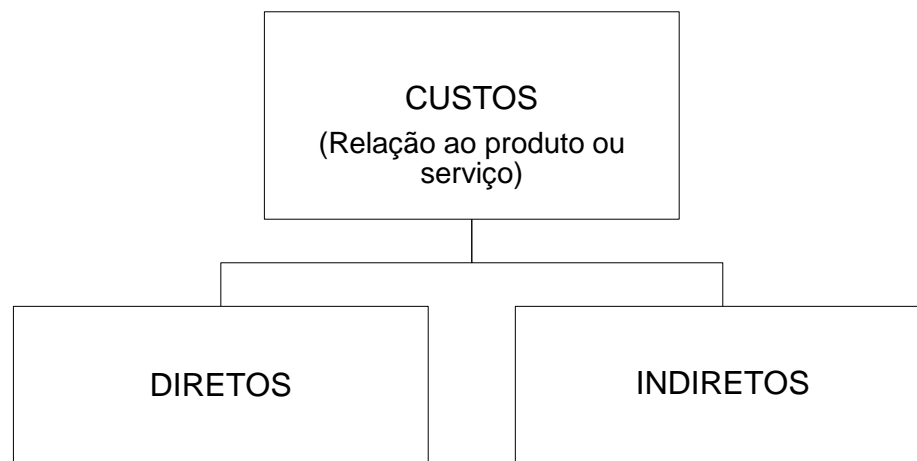 CUSTOS
(Relação ao produto ou
serviço)
DIRETOS
INDIRETOS